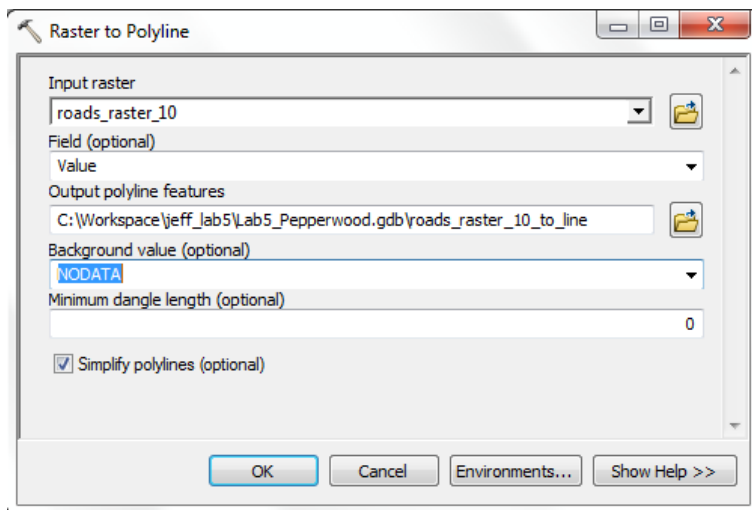 Raster to Polyline
Input raster
roads_raster_10
Field (optional)
Value
Output polyline features
C:\Workspace\jeff_lab5\Lab5_Pepperwood.gdb\roads_raster_10_to_line
Background value (optional)
NODATA
Minimum dangle length (optional)
0
Simplify polylines (optional)
OK Cancel Environments... Show Help >>